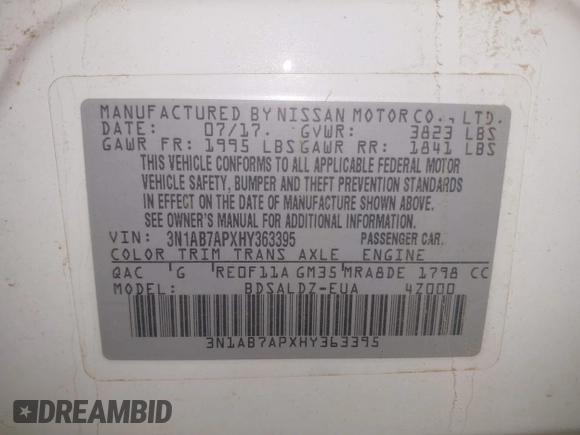 MANUFACTURED BY NISSAN MOTOR CO., LTD.
DATE: 07/17. GVWR: 3823 LBS
GAWR FR: 1995 LBS GAWR RR: 1841 LBS
THIS VEHICLE CONFORMS TO ALL APPLICABLE FEDERAL MOTOR
VEHICLE SAFETY, BUMPER AND THEFT PREVENTION STANDARDS
IN EFFECT ON THE DATE OF MANUFACTURE SHOWN ABOVE.
SEE OWNER'S MANUAL FOR ADDITIONAL INFORMATION.
VIN: 3N1AB7APXHY363395 PASSENGER CAR.
COLOR TRIM TRANS AXLE ENGINE
QAC G RE0F11A GM35 MRA8DE 1798 CC
MODEL: BDSALDZ-EUA 4Z000
3N1AB7APXHY363395
DREAMBID